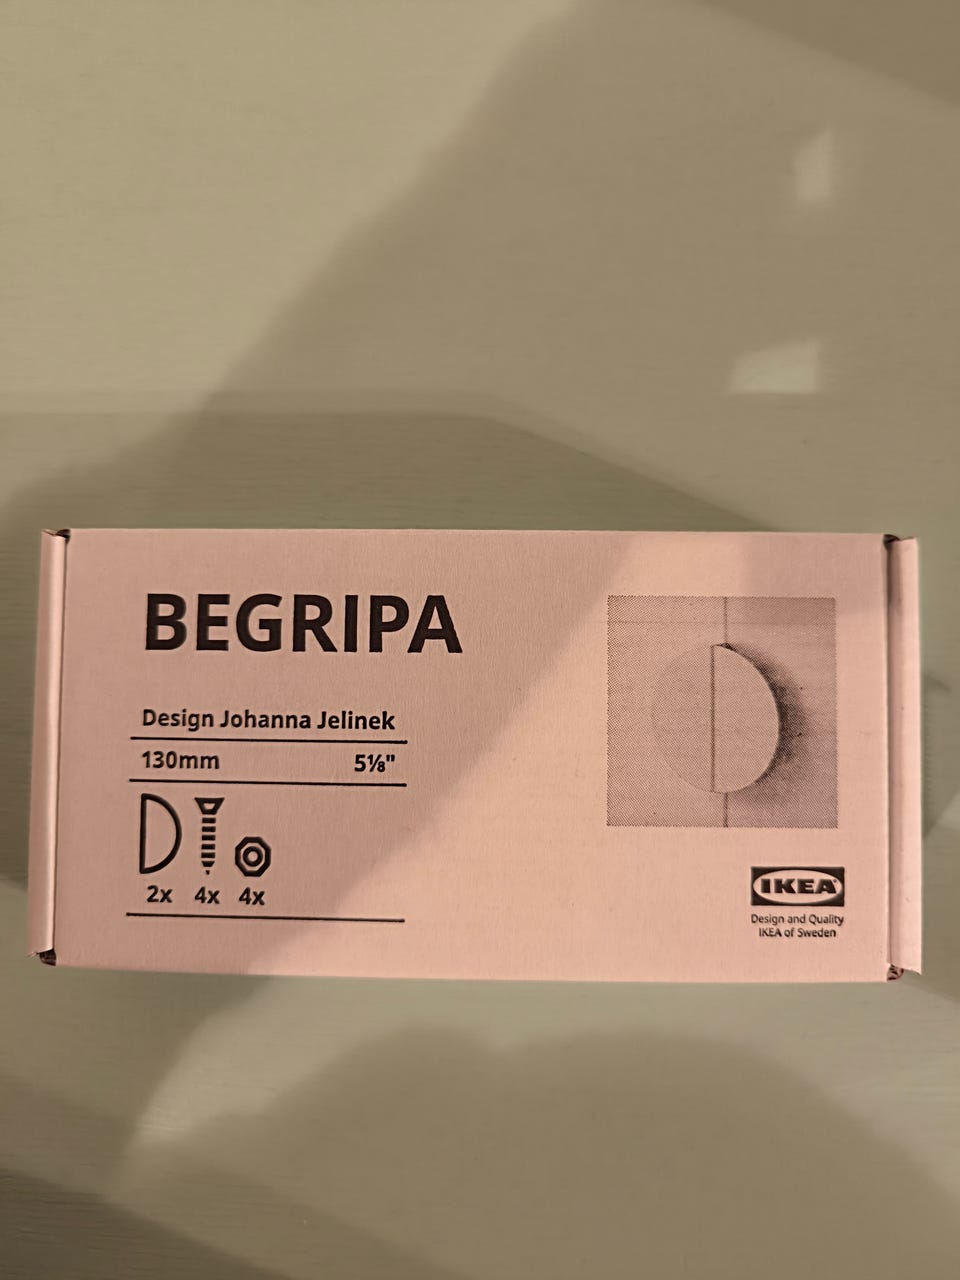 BEGRIPA
Design Johanna Jelinek
130mm 5⅛"
2x 4x 4x
IKEA®
Design and Quality
IKEA of Sweden